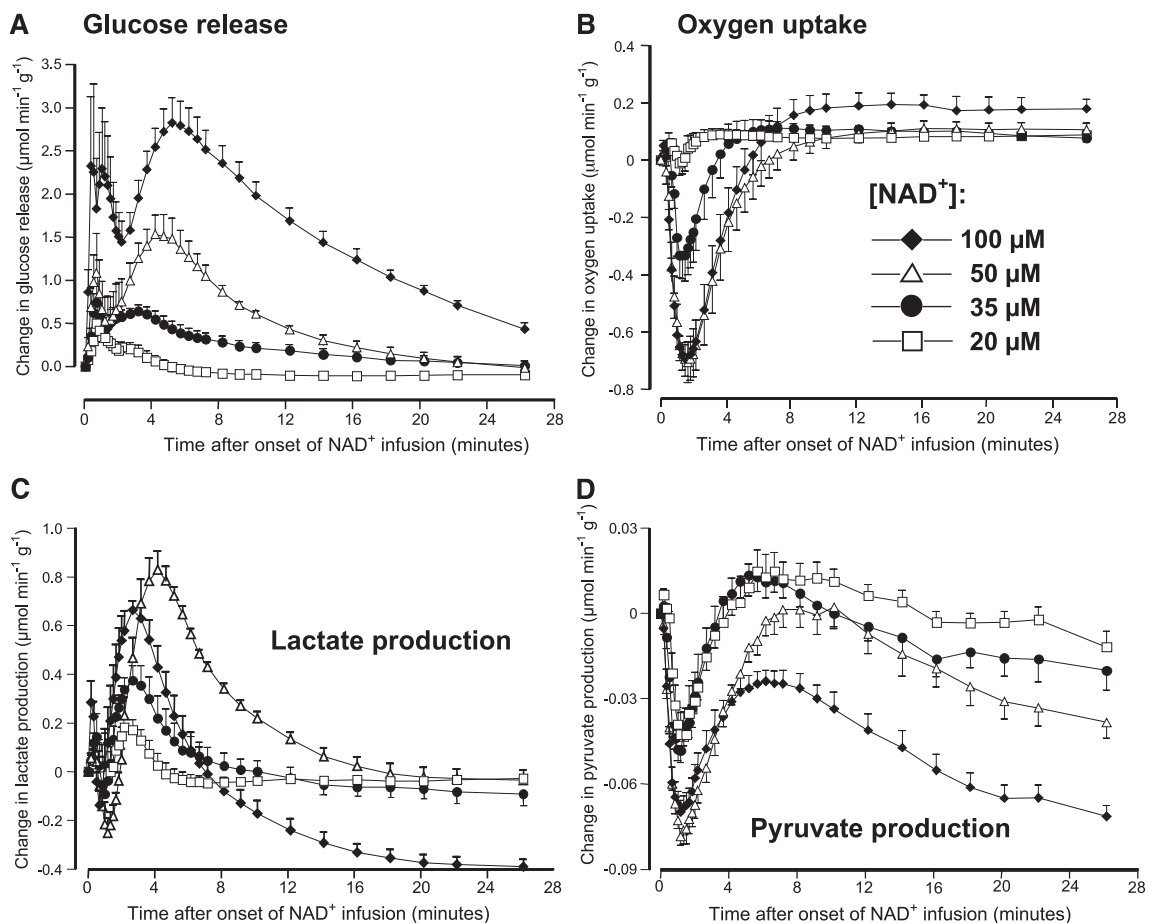 A Glucose release
Change in glucose release (µmol min⁻¹ g⁻¹)
3.5
3.0
2.5
2.0
1.5
1.0
0.5
0.0
0 4 8 12 16 20 24 28
Time after onset of NAD⁺ infusion (minutes)
B Oxygen uptake
Change in oxygen uptake (µmol min⁻¹ g⁻¹)
0.4
0.2
0
-0.2
-0.4
-0.6
-0.8
[NAD⁺]:
100 µM
50 µM
35 µM
20 µM
0 4 8 12 16 20 24 28
Time after onset of NAD⁺ infusion (minutes)
C
Change in lactate production (µmol min⁻¹ g⁻¹)
1.0
0.8
0.6
0.4
0.2
0
-0.2
-0.4
Lactate production
0 4 8 12 16 20 24 28
Time after onset of NAD⁺ infusion (minutes)
D
Change in pyruvate production (µmol min⁻¹ g⁻¹)
0.03
0
-0.03
-0.06
-0.09
Pyruvate production
0 4 8 12 16 20 24 28
Time after onset of NAD⁺ infusion (minutes)